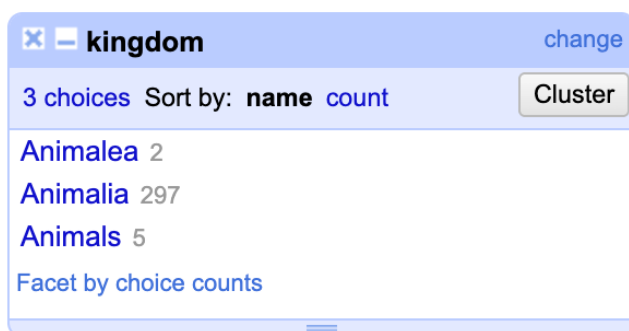 kingdom change
3 choices Sort by: name count Cluster
Animalea 2
Animalia 297
Animals 5
Facet by choice counts